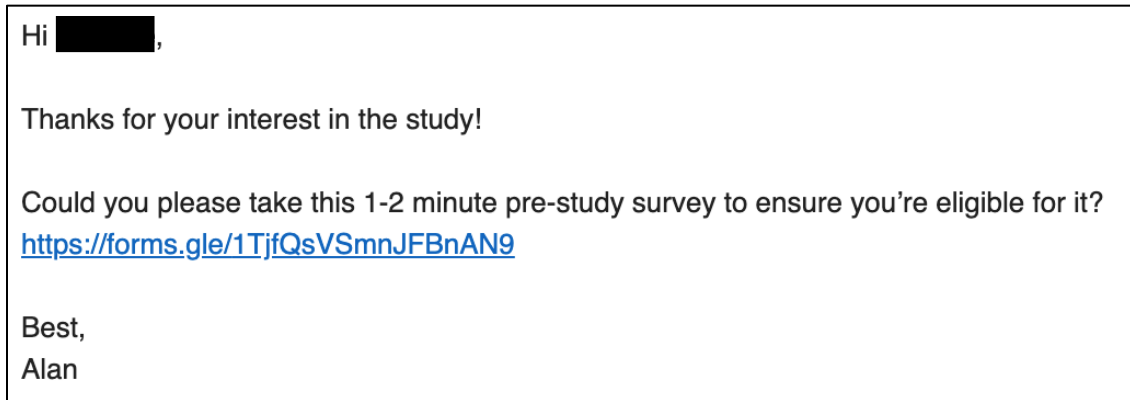 Hi ,
Thanks for your interest in the study!
Could you please take this 1-2 minute pre-study survey to ensure you’re eligible for it?
https://forms.gle/1TjfQsVSmnJFBnAN9
Best,
Alan